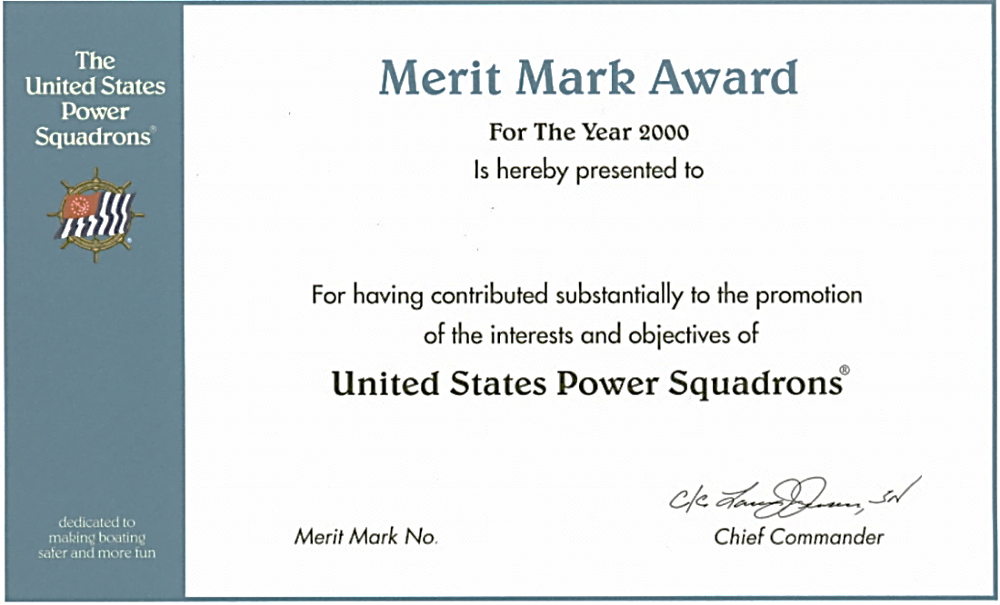 The
United States
Power
Squadrons®
dedicated to
making boating
safer and more fun
Merit Mark Award
For The Year 2000
Is hereby presented to
For having contributed substantially to the promotion
of the interests and objectives of
United States Power Squadrons®
C/C
SN
Merit Mark No.
Chief Commander